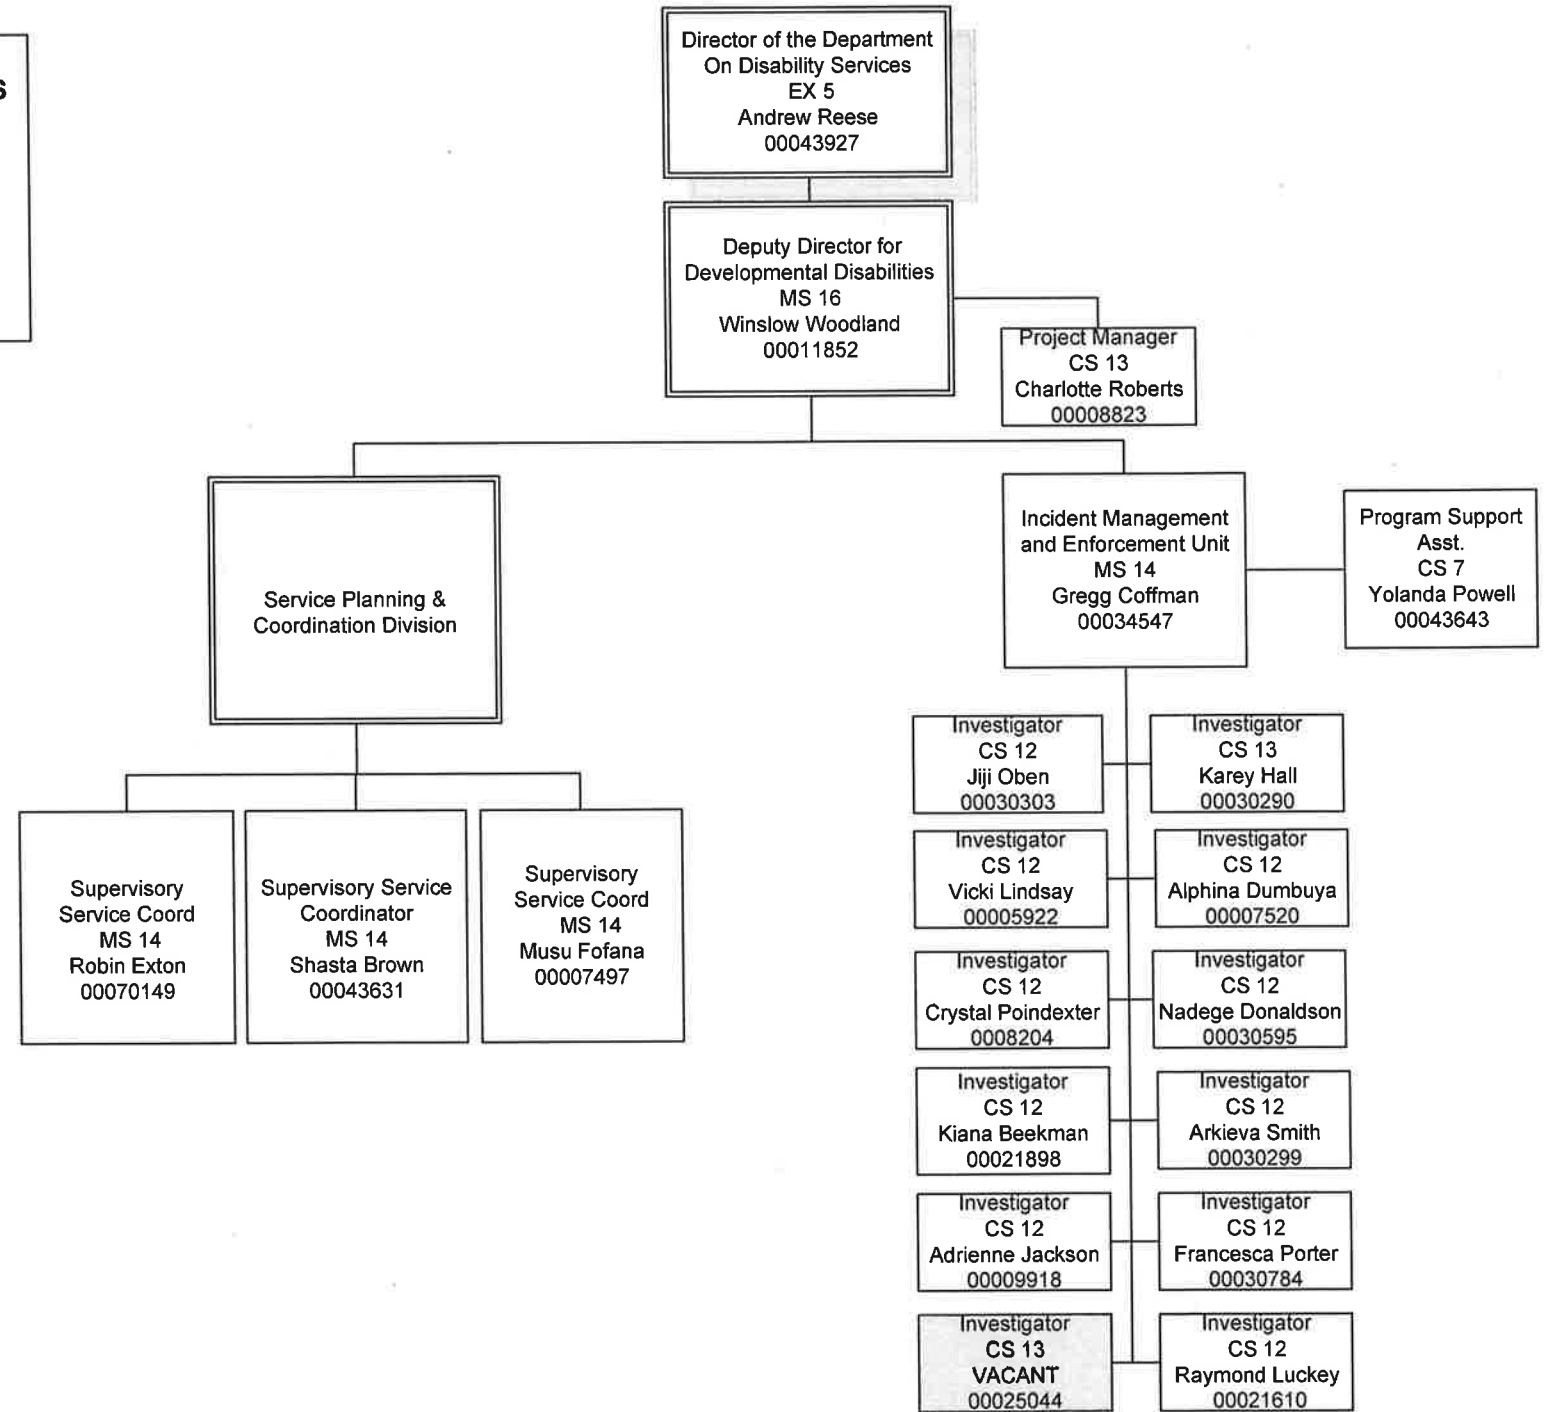 Director of the Department
On Disability Services
EX 5
Andrew Reese
00043927
Deputy Director for
Developmental Disabilities
MS 16
Winslow Woodland
00011852
Project Manager
CS 13
Charlotte Roberts
00008823
Service Planning &
Coordination Division
Incident Management
and Enforcement Unit
MS 14
Gregg Coffman
00034547
Program Support
Asst.
CS 7
Yolanda Powell
00043643
Supervisory
Service Coord
MS 14
Robin Exton
00070149
Supervisory Service
Coordinator
MS 14
Shasta Brown
00043631
Supervisory
Service Coord
MS 14
Musu Fofana
00007497
Investigator
CS 12
Jiji Oben
00030303
Investigator
CS 13
Karey Hall
00030290
Investigator
CS 12
Vicki Lindsay
00005922
Investigator
CS 12
Alphina Dumbuya
00007520
Investigator
CS 12
Crystal Poindexter
0008204
Investigator
CS 12
Nadege Donaldson
00030595
Investigator
CS 12
Kiana Beekman
00021898
Investigator
CS 12
Arkieva Smith
00030299
Investigator
CS 12
Adrienne Jackson
00009918
Investigator
CS 12
Francesca Porter
00030784
Investigator
CS 13
VACANT
00025044
Investigator
CS 12
Raymond Luckey
00021610